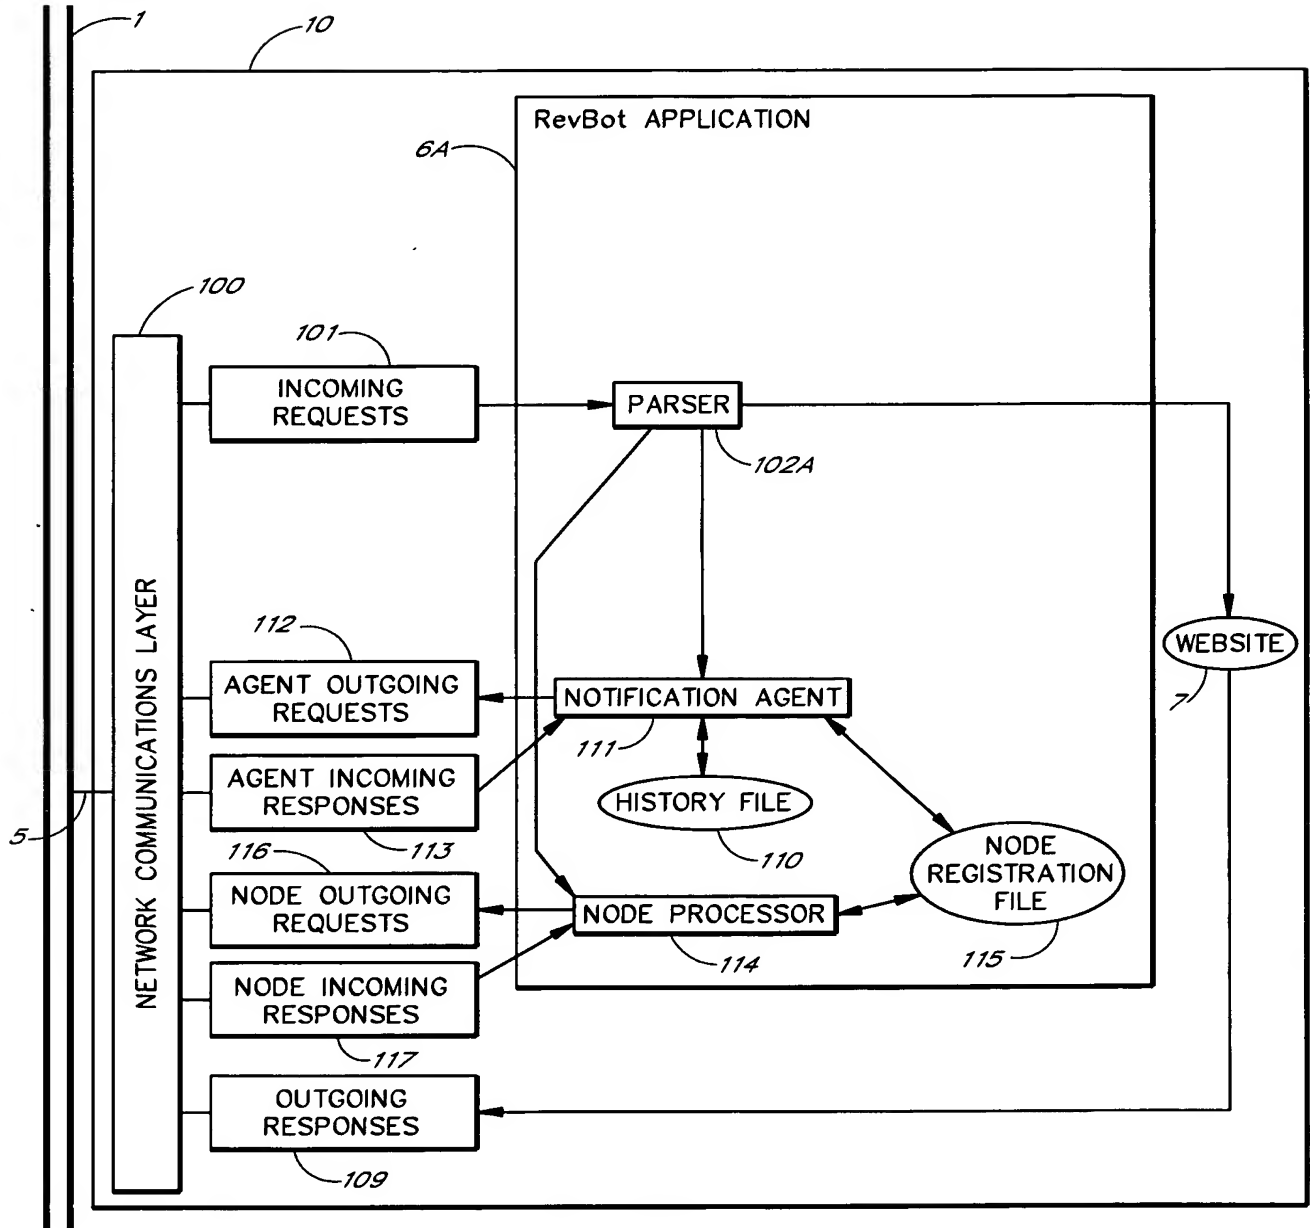 1
10
RevBot APPLICATION
6A
100
101
INCOMING
REQUESTS
PARSER
102A
NETWORK COMMUNICATIONS LAYER
112
AGENT OUTGOING
REQUESTS
NOTIFICATION AGENT
111
WEBSITE
7
AGENT INCOMING
RESPONSES
113
HISTORY FILE
110
5
116
NODE OUTGOING
REQUESTS
NODE PROCESSOR
114
NODE
REGISTRATION
FILE
115
NODE INCOMING
RESPONSES
117
OUTGOING
RESPONSES
109